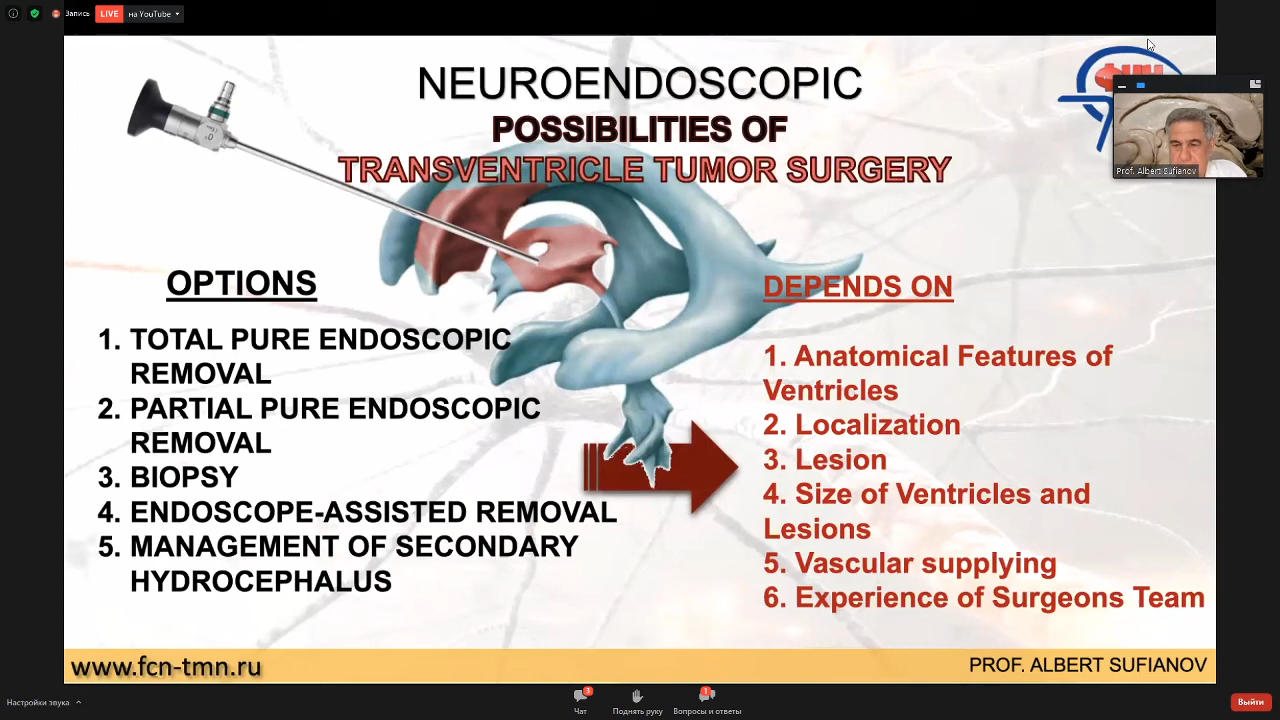 Запись
LIVE
на YouTube
NEUROENDOSCOPIC
POSSIBILITIES OF
TRANSVENTRICLE TUMOR SURGERY
Prof. Albert Sufianov
OPTIONS
1. TOTAL PURE ENDOSCOPIC
REMOVAL
2. PARTIAL PURE ENDOSCOPIC
REMOVAL
3. BIOPSY
4. ENDOSCOPE-ASSISTED REMOVAL
5. MANAGEMENT OF SECONDARY
HYDROCEPHALUS
DEPENDS ON
1. Anatomical Features of
Ventricles
2. Localization
3. Lesion
4. Size of Ventricles and
Lesions
5. Vascular supplying
6. Experience of Surgeons Team
www.fcn-tmn.ru
PROF. ALBERT SUFIANOV
Настройки звука
3
Чат
Поднять руку
1
Вопросы и ответы
Выйти